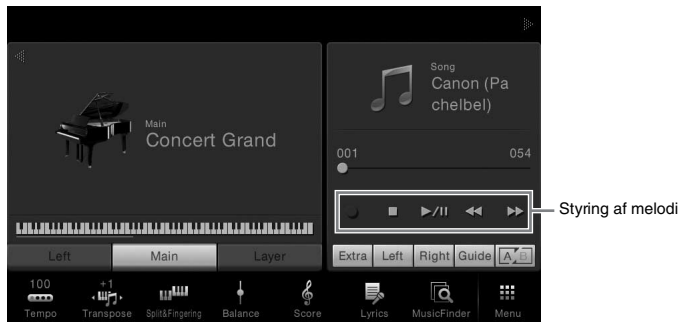 Main
Concert Grand
Song
Canon (Pa
chelbel)
001 054
Styring af melodi
Left Main Layer
Extra Left Right Guide A B
100 +1
Tempo Transpose Split&Fingering Balance Score Lyrics MusicFinder Menu